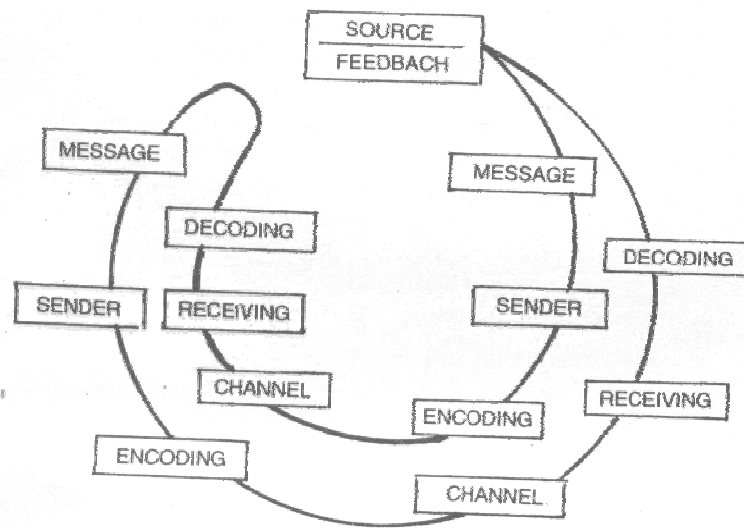 SOURCE
FEEDBACH
MESSAGE
MESSAGE
DECODING
DECODING
SENDER
RECEIVING
SENDER
CHANNEL
RECEIVING
ENCODING
ENCODING
CHANNEL